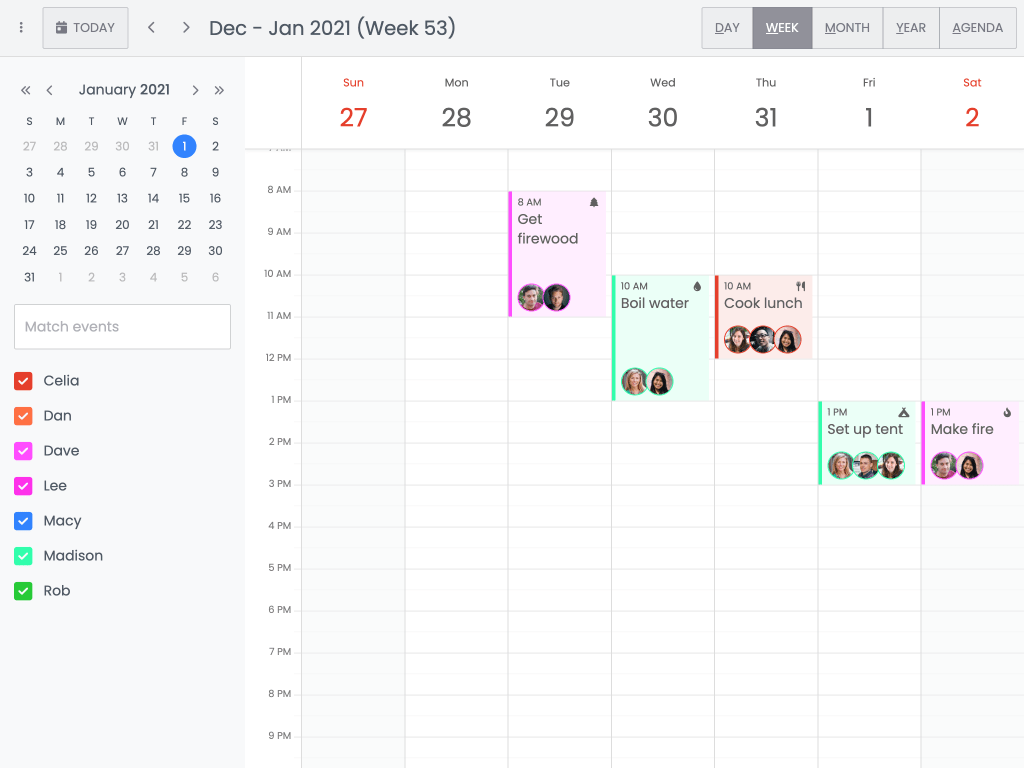 TODAY
Dec - Jan 2021 (Week 53)
DAY WEEK MONTH YEAR AGENDA
January 2021
S M T W T F S
27 28 29 30 31 1 2
3 4 5 6 7 8 9
10 11 12 13 14 15 16
17 18 19 20 21 22 23
24 25 26 27 28 29 30
31 1 2 3 4 5 6
Match events
Celia
Dan
Dave
Lee
Macy
Madison
Rob
Sun Mon Tue Wed Thu Fri Sat
27 28 29 30 31 1 2
8 AM
9 AM
10 AM
11 AM
12 PM
1 PM
2 PM
3 PM
4 PM
5 PM
6 PM
7 PM
8 PM
9 PM
8 AM
Get
firewood
10 AM
Boil water
10 AM
Cook lunch
1 PM
Set up tent
1 PM
Make fire